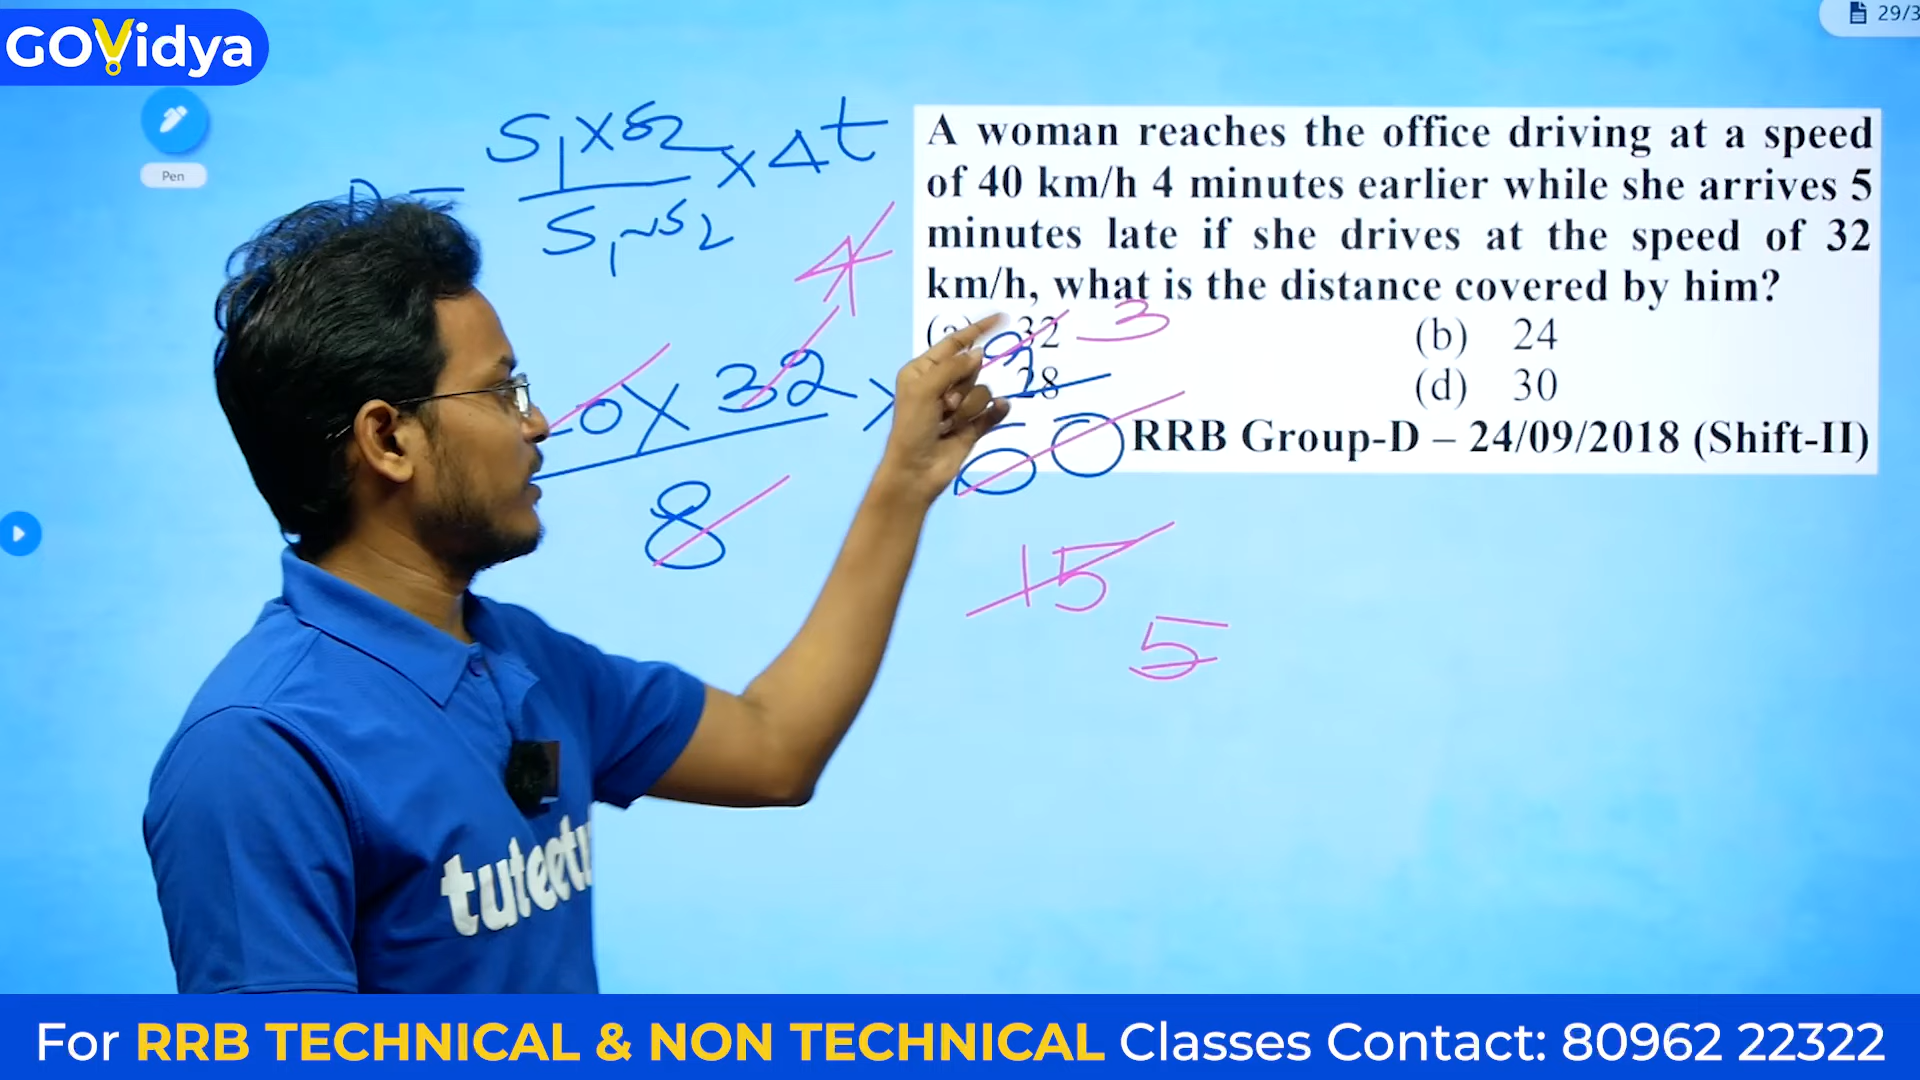 GOVidya
29/3
Pen
S1×S2 × Δt
S1~S2
A woman reaches the office driving at a speed
of 40 km/h 4 minutes earlier while she arrives 5
minutes late if she drives at the speed of 32
km/h, what is the distance covered by him?
32
(b) 24
28
(d) 30
RRB Group-D – 24/09/2018 (Shift-II)
4
3
0 × 32 ×
8
60
15
5
tuteetu
For RRB TECHNICAL & NON TECHNICAL Classes Contact: 80962 22322